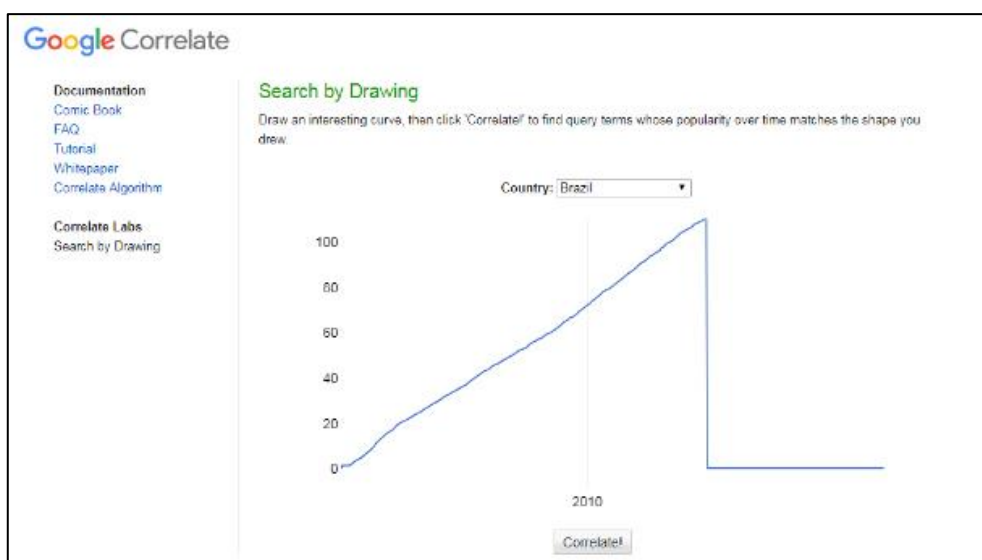 Google Correlate
Documentation
Comic Book
FAQ
Tutorial
Whitepaper
Correlate Algorithm
Correlate Labs
Search by Drawing
Search by Drawing
Draw an interesting curve, then click 'Correlate!' to find query terms whose popularity over time matches the shape you
drew.
Country: Brazil
100
80
60
40
20
0
2010
Correlate!